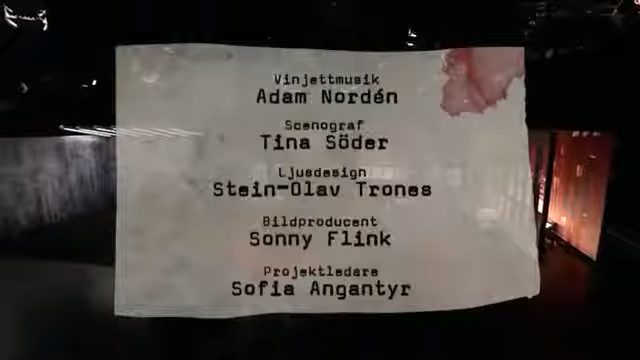 Vinjettmusik
Adam Nordén
Scenograf
Tina Söder
Ljusdesign
Stein-Olav Trones
Bildproducent
Sonny Flink
Projektledare
Sofia Angantyr